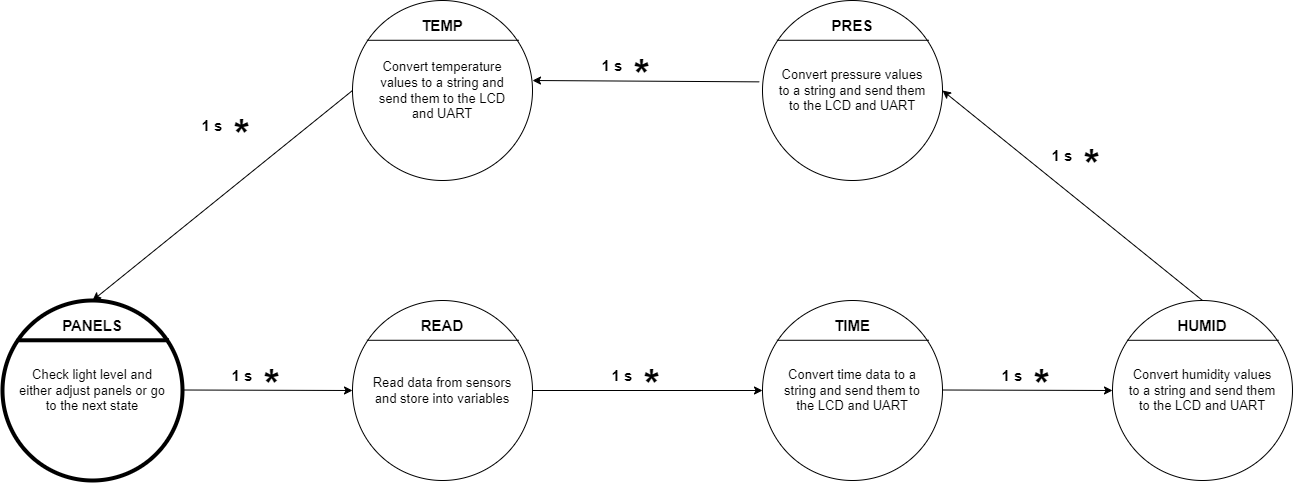 TEMP
Convert temperature
values to a string and
send them to the LCD
and UART
PRES
Convert pressure values
to a string and send them
to the LCD and UART
1 s *
1 s *
1 s *
PANELS
Check light level and
either adjust panels or go
to the next state
1 s *
READ
Read data from sensors
and store into variables
1 s *
TIME
Convert time data to a
string and send them to
the LCD and UART
1 s *
HUMID
Convert humidity values
to a string and send them
to the LCD and UART